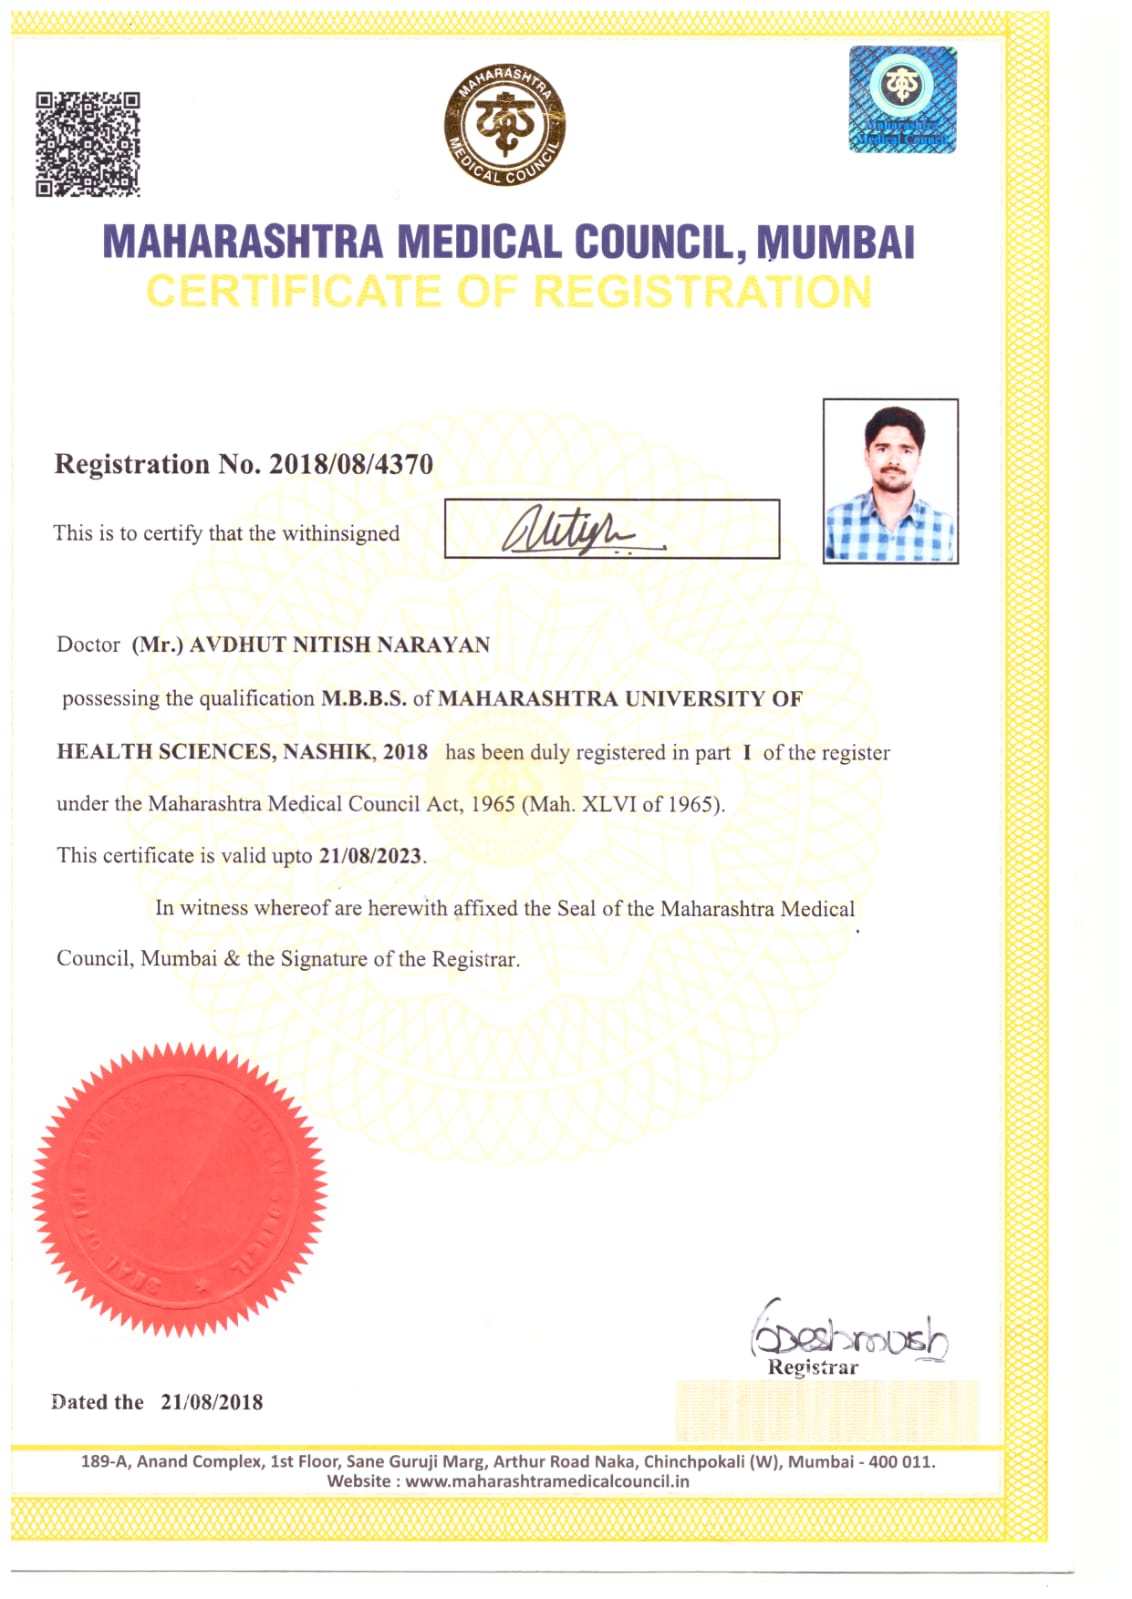 MAHARASHTRA
MEDICAL COUNCIL
Maharashtra
Medical Council
MAHARASHTRA MEDICAL COUNCIL, MUMBAI
CERTIFICATE OF REGISTRATION
Registration No. 2018/08/4370
This is to certify that the withinsigned
Nitish
Doctor (Mr.) AVDHUT NITISH NARAYAN
possessing the qualification M.B.B.S. of MAHARASHTRA UNIVERSITY OF
HEALTH SCIENCES, NASHIK, 2018 has been duly registered in part I of the register
under the Maharashtra Medical Council Act, 1965 (Mah. XLVI of 1965).
This certificate is valid upto 21/08/2023.
In witness whereof are herewith affixed the Seal of the Maharashtra Medical
Council, Mumbai & the Signature of the Registrar.
SEAL OF
COUNCIL
Registrar
Dated the 21/08/2018
189-A, Anand Complex, 1st Floor, Sane Guruji Marg, Arthur Road Naka, Chinchpokali (W), Mumbai - 400 011.
Website : www.maharashtramedicalcouncil.in